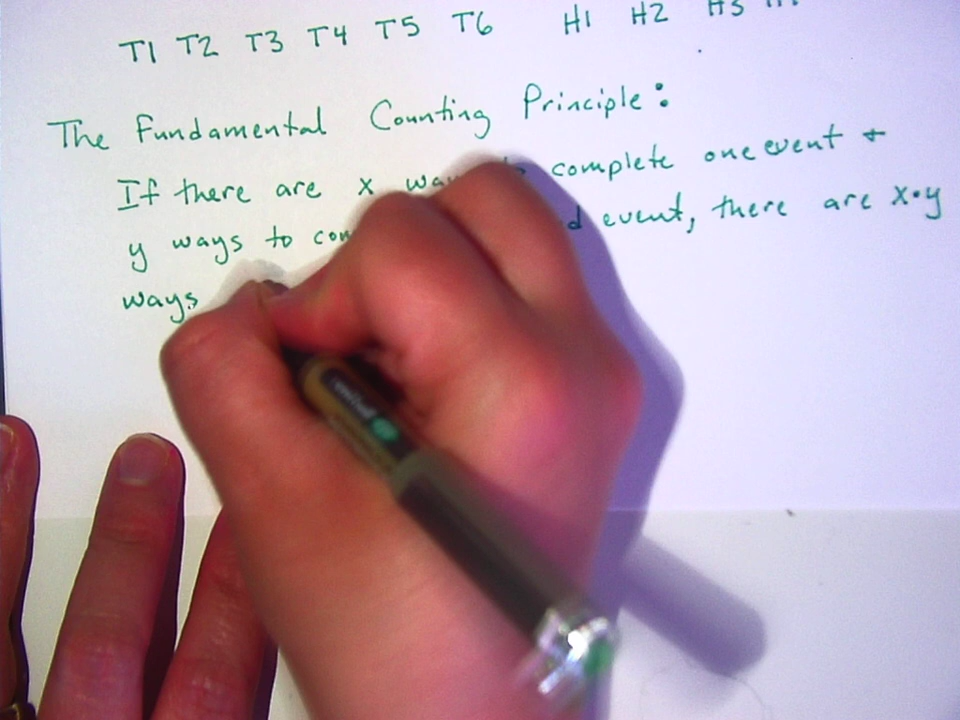 T1 T2 T3 T4 T5 T6 H1 H2 H3
The Fundamental Counting Principle:
If there are x complete one event +
y ways to event, there are x•y
ways